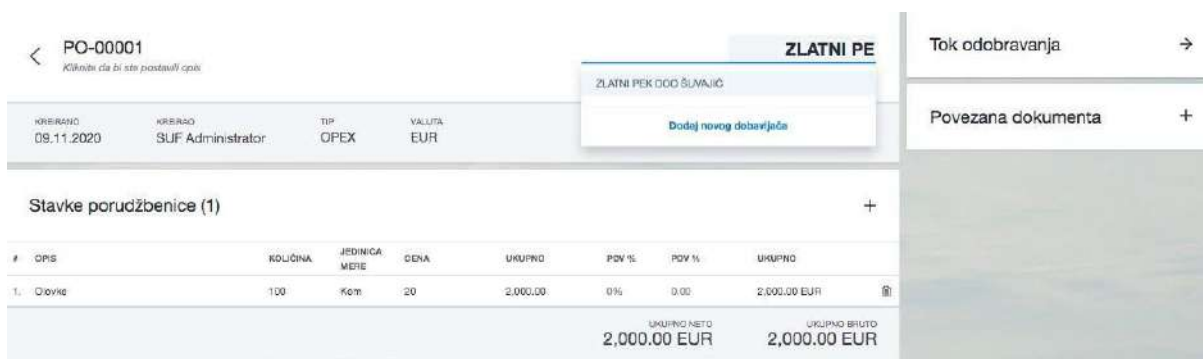 PO-00001
Kliknite da bi ste postavili opis
ZLATNI PE
ZLATNI PEK DOO ŠUVAJIĆ
Dodaj novog dobavljača
KREIRANO
09.11.2020
KREIRAO
SUF Administrator
TIP
OPEX
VALUTA
EUR
Tok odobravanja
Povezana dokumenta
Stavke porudžbenice (1)
# OPIS KOLIČINA JEDINICA MERE CENA UKUPNO PDV % PDV % UKUPNO
1. Olovke 100 Kom 20 2,000.00 0% 0.00 2,000.00 EUR
UKUPNO NETO
2,000.00 EUR
UKUPNO BRUTO
2,000.00 EUR